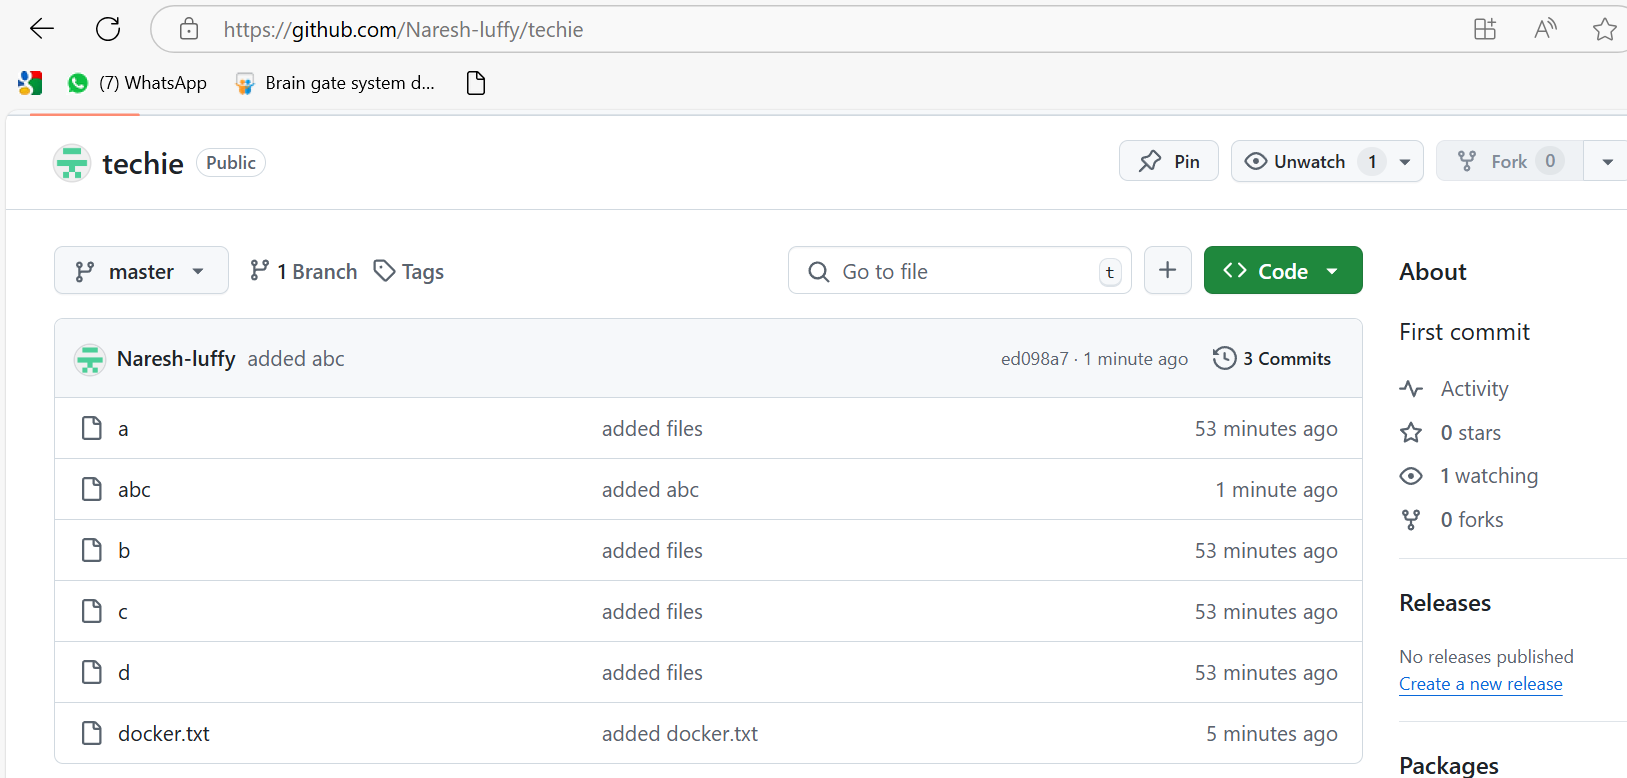 https://github.com/Naresh-luffy/techie
(7) WhatsApp Brain gate system d...
techie Public Pin Unwatch 1 Fork 0
master 1 Branch Tags Go to file t + Code
Naresh-luffy added abc ed098a7 · 1 minute ago 3 Commits
a added files 53 minutes ago
abc added abc 1 minute ago
b added files 53 minutes ago
c added files 53 minutes ago
d added files 53 minutes ago
docker.txt added docker.txt 5 minutes ago
About
First commit
Activity
0 stars
1 watching
0 forks
Releases
No releases published
Create a new release
Packages